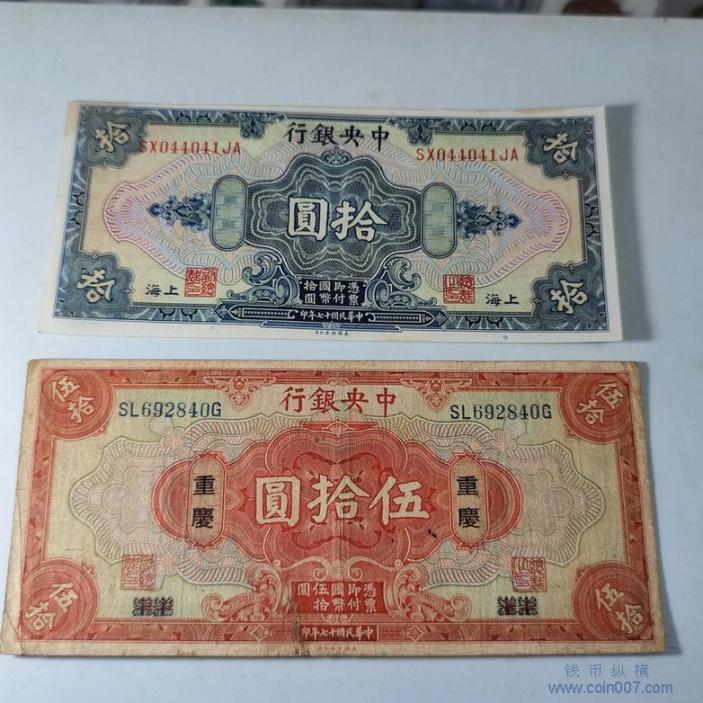 行銀央中
拾
拾
SX044041JA
SX044041JA
圓拾
海上
海上
拾國即憑
圓幣付票
印年七十國民華中
拾
拾
行銀央中
伍拾
伍拾
SL692840G
SL692840G
重慶
重慶
圓拾伍
圓伍國即憑
拾幣付票
印年七十國民華中
伍拾
伍拾
钱币纵横
www.coin007.com